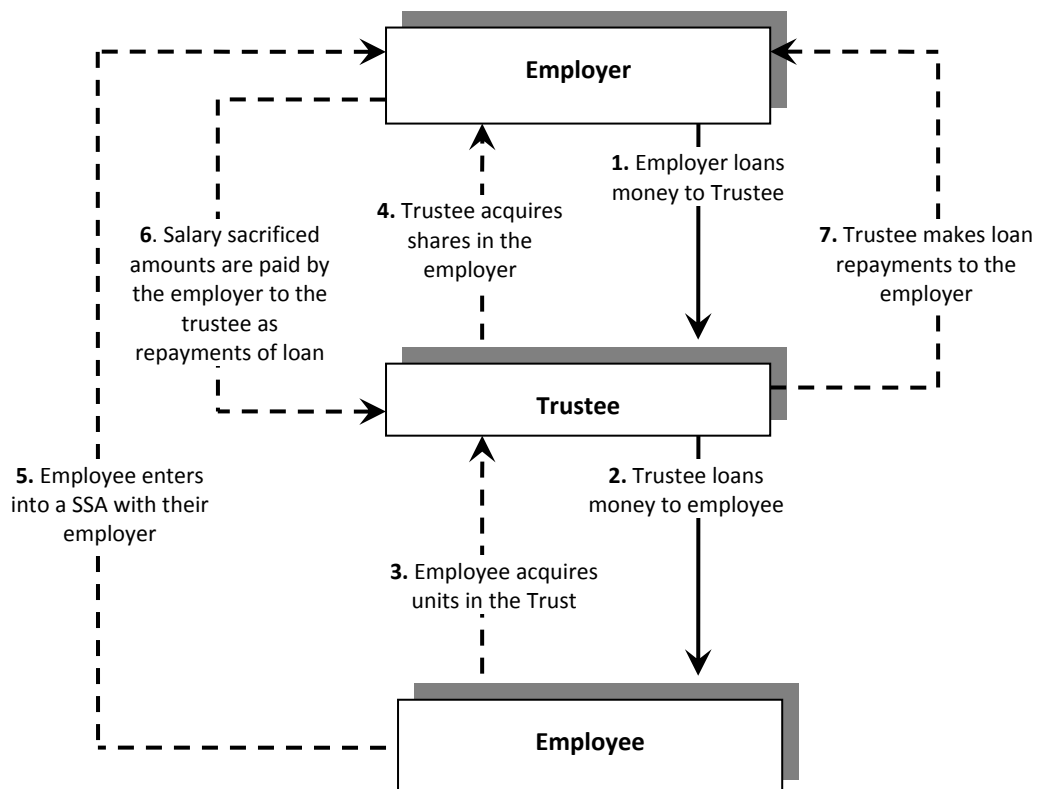 Employer
1. Employer loans
money to Trustee
4. Trustee acquires
shares in the
employer
6. Salary sacrificed
amounts are paid by
the employer to the
trustee as
repayments of loan
7. Trustee makes loan
repayments to the
employer
Trustee
5. Employee enters
into a SSA with their
employer
2. Trustee loans
money to employee
3. Employee acquires
units in the Trust
Employee